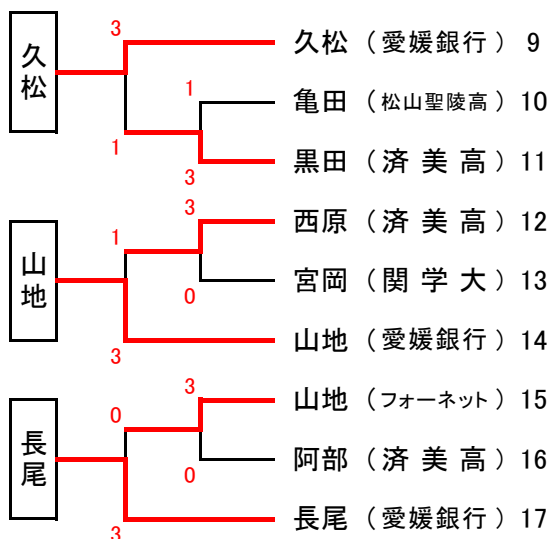 久松
3
1
1
3
久松 （愛媛銀行） 9
亀田 （松山聖陵高） 10
黒田 （済美高） 11
山地
1
3
3
0
西原 （済美高） 12
宮岡 （関学大） 13
山地 （愛媛銀行） 14
長尾
0
3
3
0
山地 （フォーネット） 15
阿部 （済美高） 16
長尾 （愛媛銀行） 17